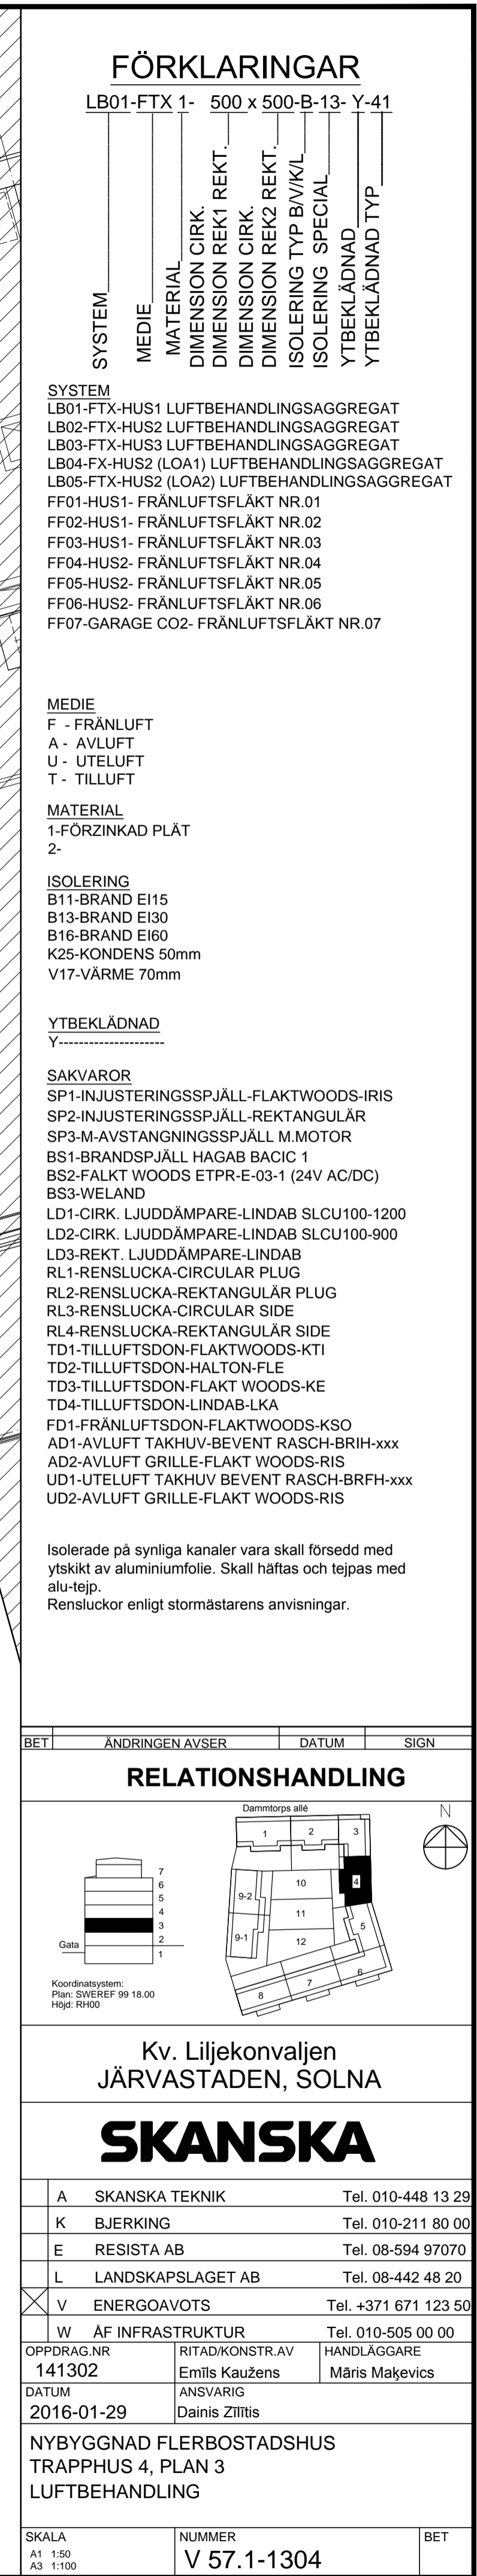 FÖRKLARINGAR
LB01-FTX 1- 500 x 500-B-13- Y-41
SYSTEM
MEDIE
MATERIAL
DIMENSION CIRK.
DIMENSION REK1 REKT.
DIMENSION CIRK.
DIMENSION REK2 REKT.
ISOLERING TYP B/V/K/L
ISOLERING SPECIAL
YTBEKLÄDNAD
YTBEKLÄDNAD TYP
SYSTEM
LB01-FTX-HUS1 LUFTBEHANDLINGSAGGREGAT
LB02-FTX-HUS2 LUFTBEHANDLINGSAGGREGAT
LB03-FTX-HUS3 LUFTBEHANDLINGSAGGREGAT
LB04-FX-HUS2 (LOA1) LUFTBEHANDLINGSAGGREGAT
LB05-FTX-HUS2 (LOA2) LUFTBEHANDLINGSAGGREGAT
FF01-HUS1- FRÄNLUFTSFLÄKT NR.01
FF02-HUS1- FRÄNLUFTSFLÄKT NR.02
FF03-HUS1- FRÄNLUFTSFLÄKT NR.03
FF04-HUS2- FRÄNLUFTSFLÄKT NR.04
FF05-HUS2- FRÄNLUFTSFLÄKT NR.05
FF06-HUS2- FRÄNLUFTSFLÄKT NR.06
FF07-GARAGE CO2- FRÄNLUFTSFLÄKT NR.07
MEDIE
F - FRÄNLUFT
A - AVLUFT
U - UTELUFT
T - TILLUFT
MATERIAL
1-FÖRZINKAD PLÄT
2-
ISOLERING
B11-BRAND EI15
B13-BRAND EI30
B16-BRAND EI60
K25-KONDENS 50mm
V17-VÄRME 70mm
YTBEKLÄDNAD
Y---------------------
SAKVAROR
SP1-INJUSTERINGSSPJÄLL-FLAKTWOODS-IRIS
SP2-INJUSTERINGSSPJÄLL-REKTANGULÄR
SP3-M-AVSTANGNINGSSPJÄLL M.MOTOR
BS1-BRANDSPJÄLL HAGAB BACIC 1
BS2-FALKT WOODS ETPR-E-03-1 (24V AC/DC)
BS3-WELAND
LD1-CIRK. LJUDDÄMPARE-LINDAB SLCU100-1200
LD2-CIRK. LJUDDÄMPARE-LINDAB SLCU100-900
LD3-REKT. LJUDDÄMPARE-LINDAB
RL1-RENSLUCKA-CIRCULAR PLUG
RL2-RENSLUCKA-REKTANGULÄR PLUG
RL3-RENSLUCKA-CIRCULAR SIDE
RL4-RENSLUCKA-REKTANGULÄR SIDE
TD1-TILLUFTSDON-FLAKTWOODS-KTI
TD2-TILLUFTSDON-HALTON-FLE
TD3-TILLUFTSDON-FLAKT WOODS-KE
TD4-TILLUFTSDON-LINDAB-LKA
FD1-FRÄNLUFTSDON-FLAKTWOODS-KSO
AD1-AVLUFT TAKHUV-BEVENT RASCH-BRIH-xxx
AD2-AVLUFT GRILLE-FLAKT WOODS-RIS
UD1-UTELUFT TAKHUV BEVENT RASCH-BRFH-xxx
UD2-AVLUFT GRILLE-FLAKT WOODS-RIS
Isolerade på synliga kanaler vara skall försedd med
ytskikt av aluminiumfolie. Skall häftas och tejpas med
alu-tejp.
Rensluckor enligt stormästarens anvisningar.
BET ÄNDRINGEN AVSER DATUM SIGN
RELATIONSHANDLING
Dammtorps allé
N
1 2 3
4
5
6
7
8
9-1
9-2
10
11
12
7
6
5
4
3
2
1
Gata
Koordinatsystem:
Plan: SWEREF 99 18.00
Höjd: RH00
Kv. Liljekonvaljen
JÄRVASTADEN, SOLNA
SKANSKA
A SKANSKA TEKNIK Tel. 010-448 13 29
K BJERKING Tel. 010-211 80 00
E RESISTA AB Tel. 08-594 97070
L LANDSKAPSLAGET AB Tel. 08-442 48 20
V ENERGOAVOTS Tel. +371 671 123 50
W ÅF INFRASTRUKTUR Tel. 010-505 00 00
OPPDRAG.NR RITAD/KONSTR.AV HANDLÄGGARE
141302 Emīls Kaužens Māris Maķevics
DATUM ANSVARIG
2016-01-29 Dainis Zīlītis
NYBYGGNAD FLERBOSTADSHUS
TRAPPHUS 4, PLAN 3
LUFTBEHANDLING
SKALA NUMMER BET
A1 1:50
A3 1:100
V 57.1-1304